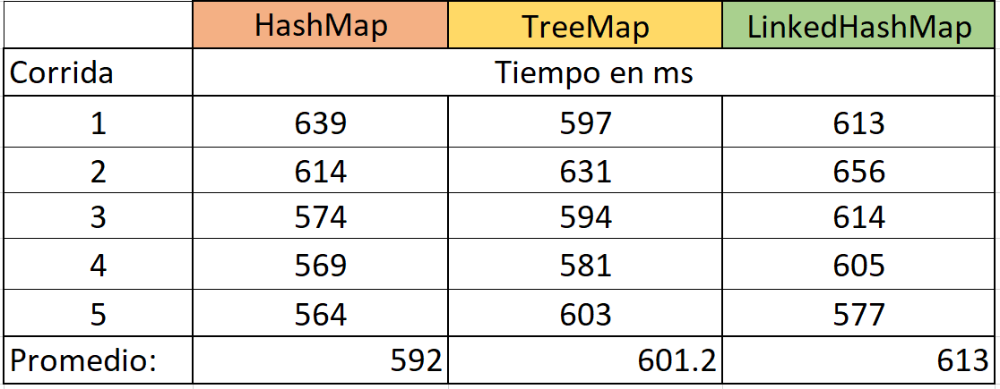 HashMap TreeMap LinkedHashMap
Corrida Tiempo en ms
1 639 597 613
2 614 631 656
3 574 594 614
4 569 581 605
5 564 603 577
Promedio: 592 601.2 613